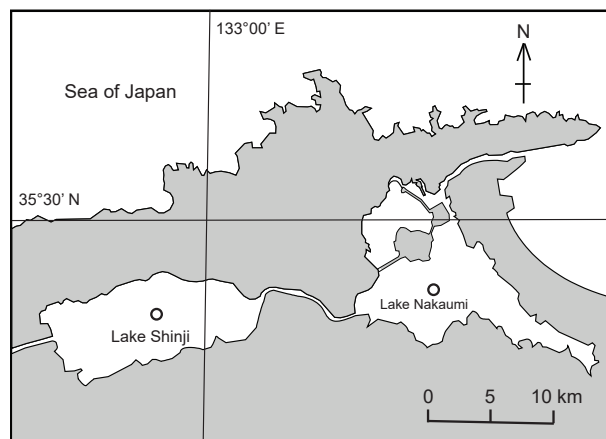 133°00’ E
N
Sea of Japan
35°30’ N
Lake Nakaumi
Lake Shinji
0 5 10 km